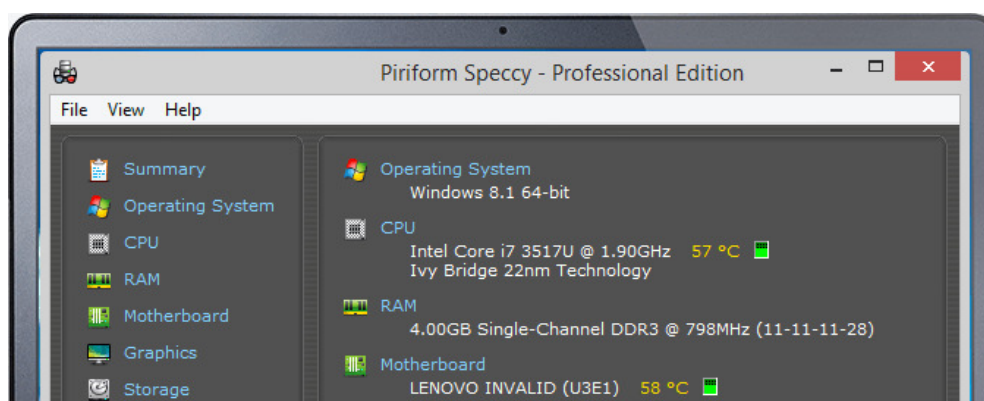 Piriform Speccy - Professional Edition
File View Help
Summary
Operating System
CPU
RAM
Motherboard
Graphics
Storage
Operating System
Windows 8.1 64-bit
CPU
Intel Core i7 3517U @ 1.90GHz 57 °C
Ivy Bridge 22nm Technology
RAM
4.00GB Single-Channel DDR3 @ 798MHz (11-11-11-28)
Motherboard
LENOVO INVALID (U3E1) 58 °C